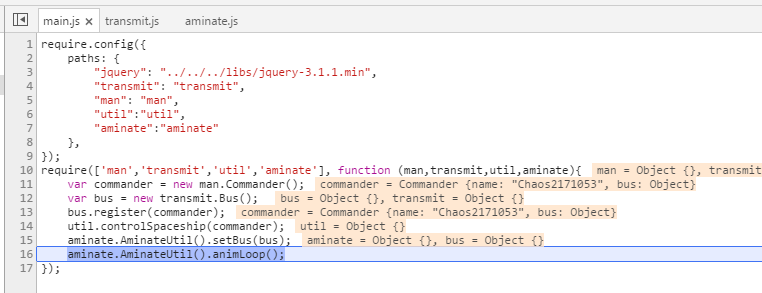 main.js × transmit.js aminate.js
1 require.config({
2 paths: {
3 "jquery": "../../../libs/jquery-3.1.1.min",
4 "transmit": "transmit",
5 "man": "man",
6 "util":"util",
7 "aminate":"aminate"
8 },
9 });
10 require(['man','transmit','util','aminate'], function (man,transmit,util,aminate){ man = Object {}, transmit
11 var commander = new man.Commander(); commander = Commander {name: "Chaos2171053", bus: Object}
12 var bus = new transmit.Bus(); bus = Object {}, transmit = Object {}
13 bus.register(commander); commander = Commander {name: "Chaos2171053", bus: Object}
14 util.controlSpaceship(commander); util = Object {}
15 aminate.AminateUtil().setBus(bus); aminate = Object {}, bus = Object {}
16 aminate.AminateUtil().animLoop();
17 });